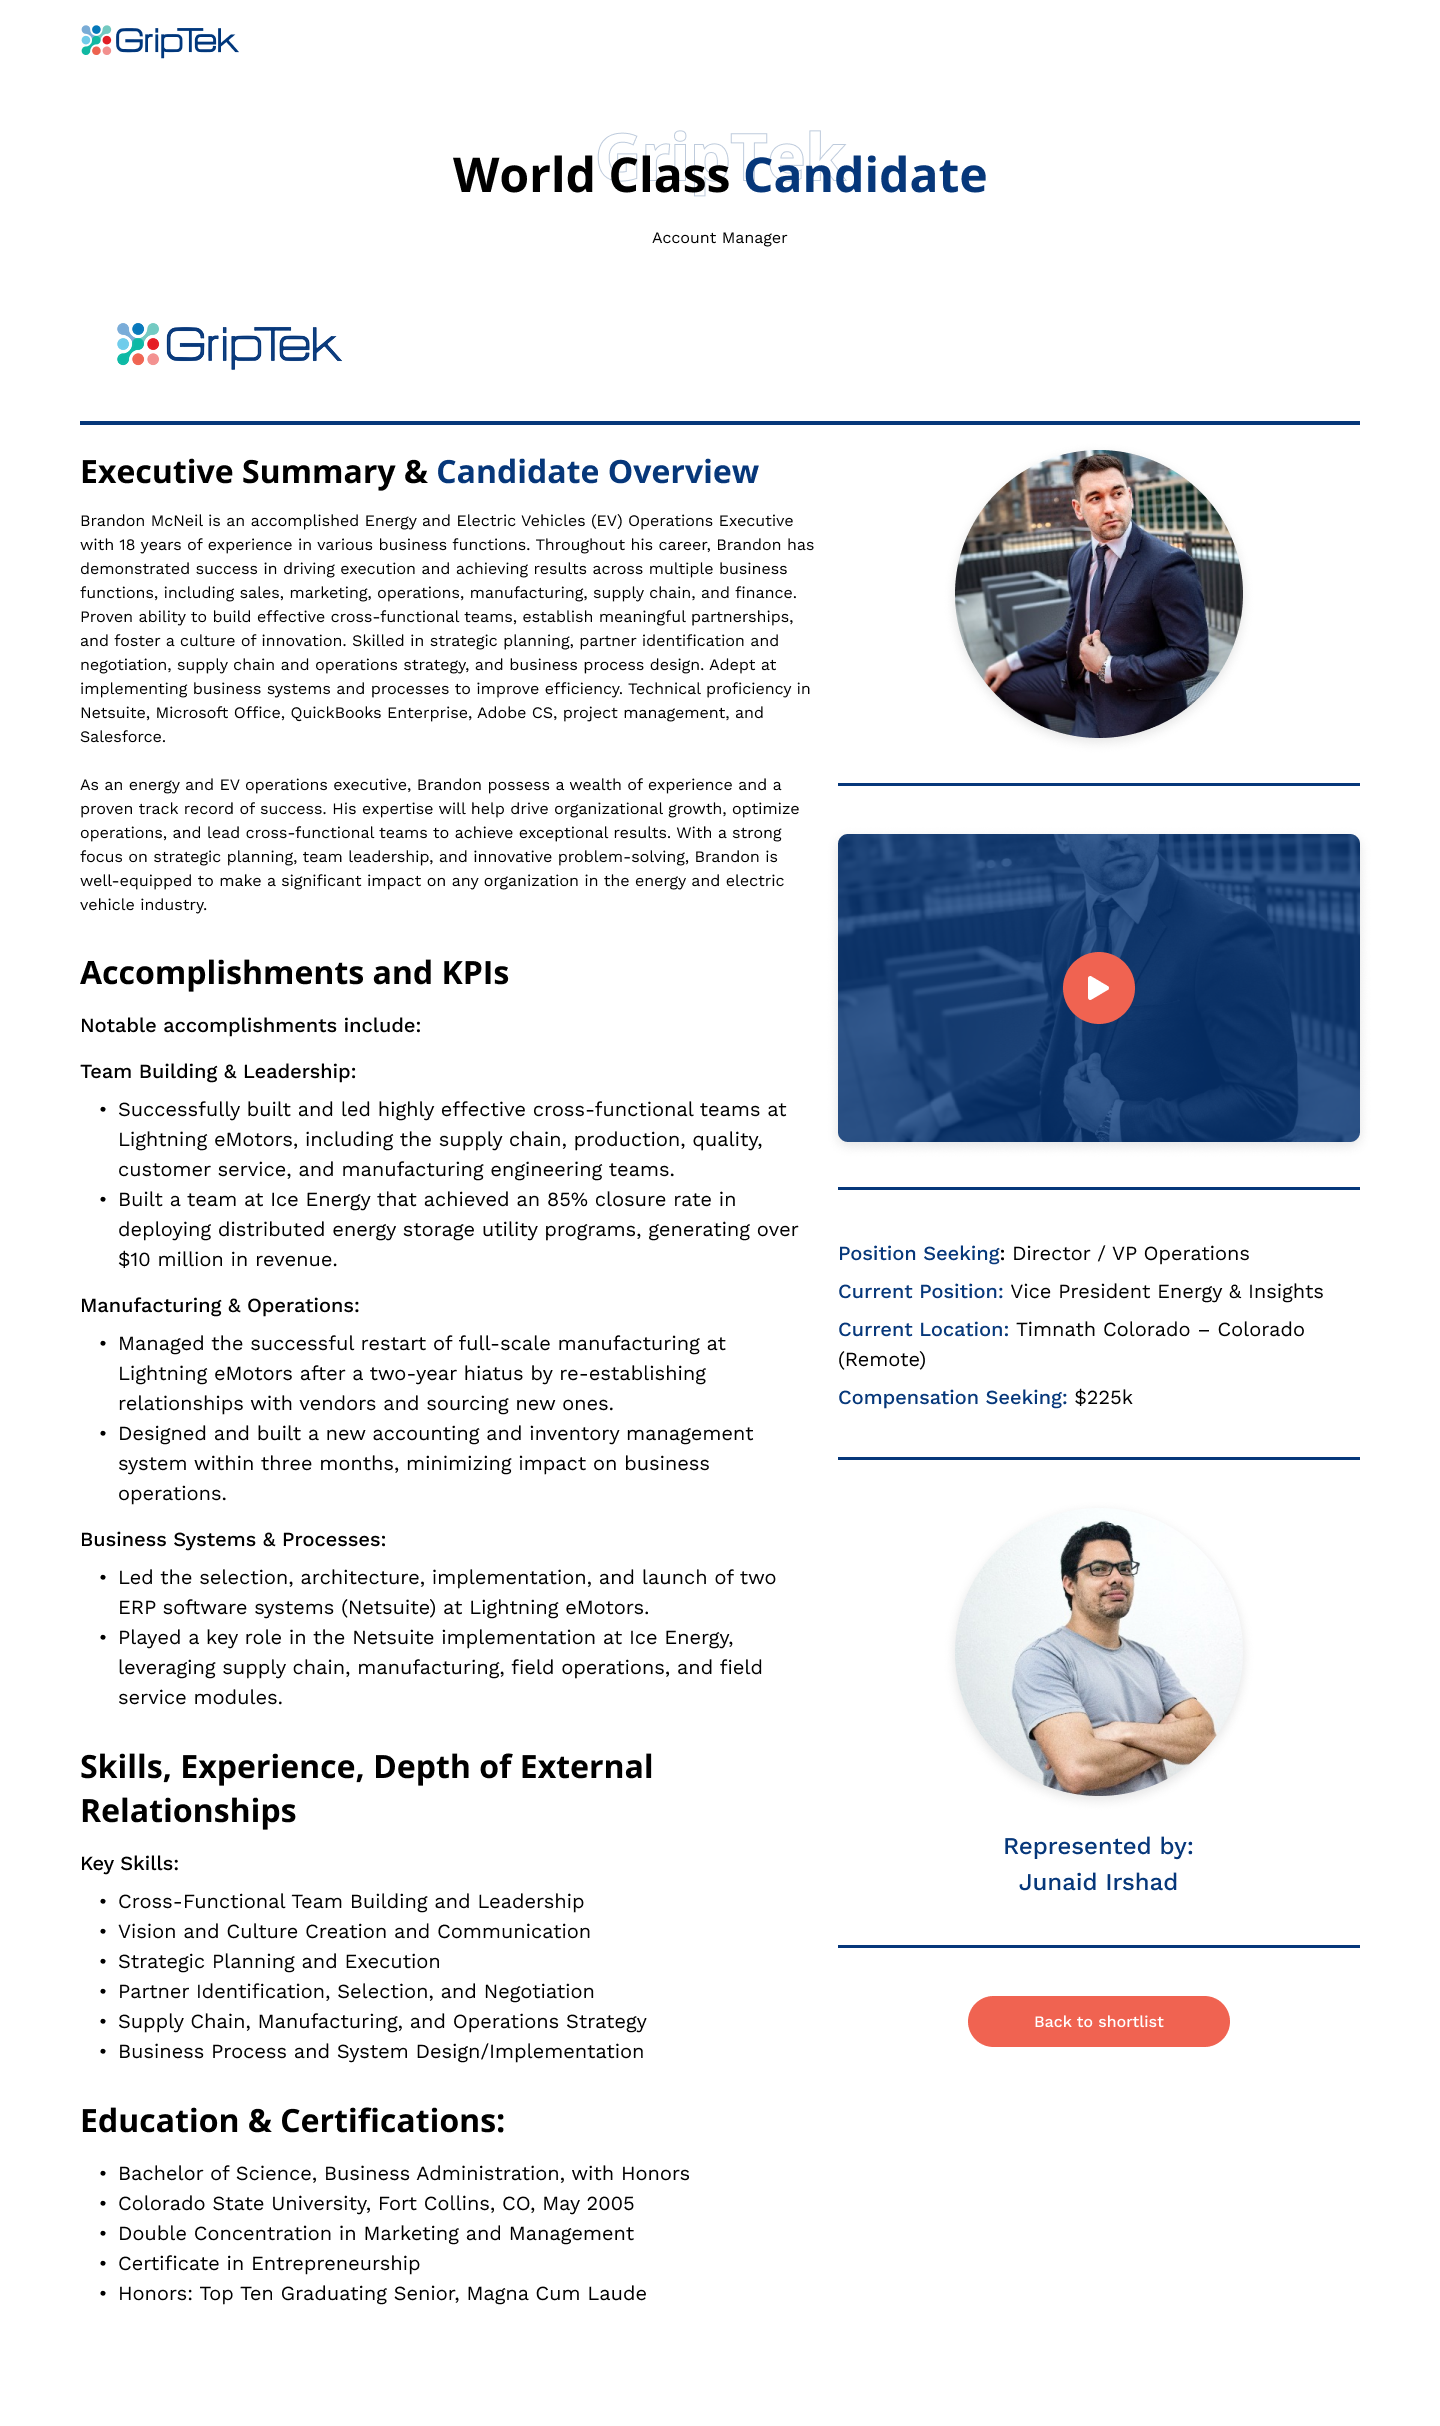 GripTek
GripTek
World Class Candidate
Account Manager
GripTek
Executive Summary & Candidate Overview
Brandon McNeil is an accomplished Energy and Electric Vehicles (EV) Operations Executive
with 18 years of experience in various business functions. Throughout his career, Brandon has
demonstrated success in driving execution and achieving results across multiple business
functions, including sales, marketing, operations, manufacturing, supply chain, and finance.
Proven ability to build effective cross-functional teams, establish meaningful partnerships,
and foster a culture of innovation. Skilled in strategic planning, partner identification and
negotiation, supply chain and operations strategy, and business process design. Adept at
implementing business systems and processes to improve efficiency. Technical proficiency in
Netsuite, Microsoft Office, QuickBooks Enterprise, Adobe CS, project management, and
Salesforce.
As an energy and EV operations executive, Brandon possess a wealth of experience and a
proven track record of success. His expertise will help drive organizational growth, optimize
operations, and lead cross-functional teams to achieve exceptional results. With a strong
focus on strategic planning, team leadership, and innovative problem-solving, Brandon is
well-equipped to make a significant impact on any organization in the energy and electric
vehicle industry.
Accomplishments and KPIs
Notable accomplishments include:
Team Building & Leadership:
• Successfully built and led highly effective cross-functional teams at
Lightning eMotors, including the supply chain, production, quality,
customer service, and manufacturing engineering teams.
• Built a team at Ice Energy that achieved an 85% closure rate in
deploying distributed energy storage utility programs, generating over
$10 million in revenue.
Manufacturing & Operations:
• Managed the successful restart of full-scale manufacturing at
Lightning eMotors after a two-year hiatus by re-establishing
relationships with vendors and sourcing new ones.
• Designed and built a new accounting and inventory management
system within three months, minimizing impact on business
operations.
Business Systems & Processes:
• Led the selection, architecture, implementation, and launch of two
ERP software systems (Netsuite) at Lightning eMotors.
• Played a key role in the Netsuite implementation at Ice Energy,
leveraging supply chain, manufacturing, field operations, and field
service modules.
Skills, Experience, Depth of External
Relationships
Key Skills:
• Cross-Functional Team Building and Leadership
• Vision and Culture Creation and Communication
• Strategic Planning and Execution
• Partner Identification, Selection, and Negotiation
• Supply Chain, Manufacturing, and Operations Strategy
• Business Process and System Design/Implementation
Education & Certifications:
• Bachelor of Science, Business Administration, with Honors
• Colorado State University, Fort Collins, CO, May 2005
• Double Concentration in Marketing and Management
• Certificate in Entrepreneurship
• Honors: Top Ten Graduating Senior, Magna Cum Laude
Position Seeking: Director / VP Operations
Current Position: Vice President Energy & Insights
Current Location: Timnath Colorado – Colorado
(Remote)
Compensation Seeking: $225k
Represented by:
Junaid Irshad
Back to shortlist